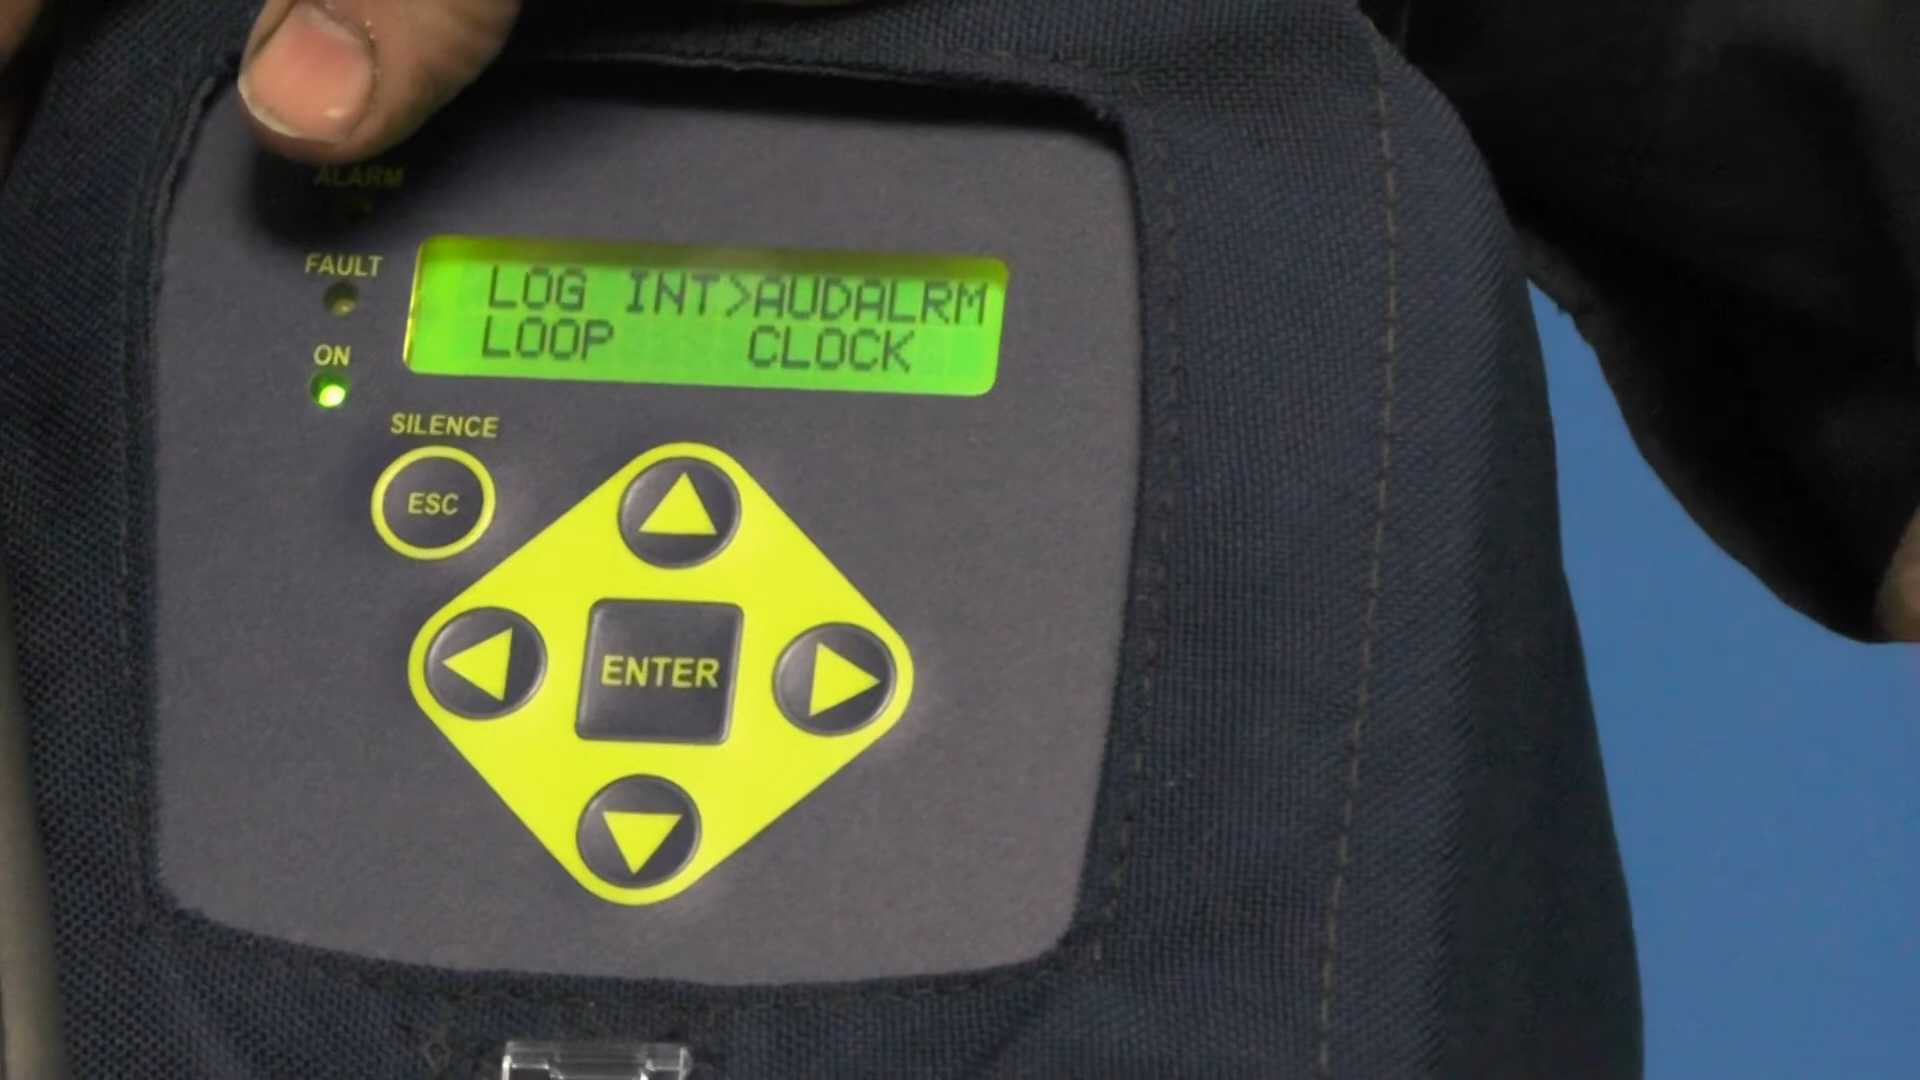 ALARM
FAULT
LOG INT>AUDALRM
LOOP CLOCK
ON
SILENCE
ESC
ENTER